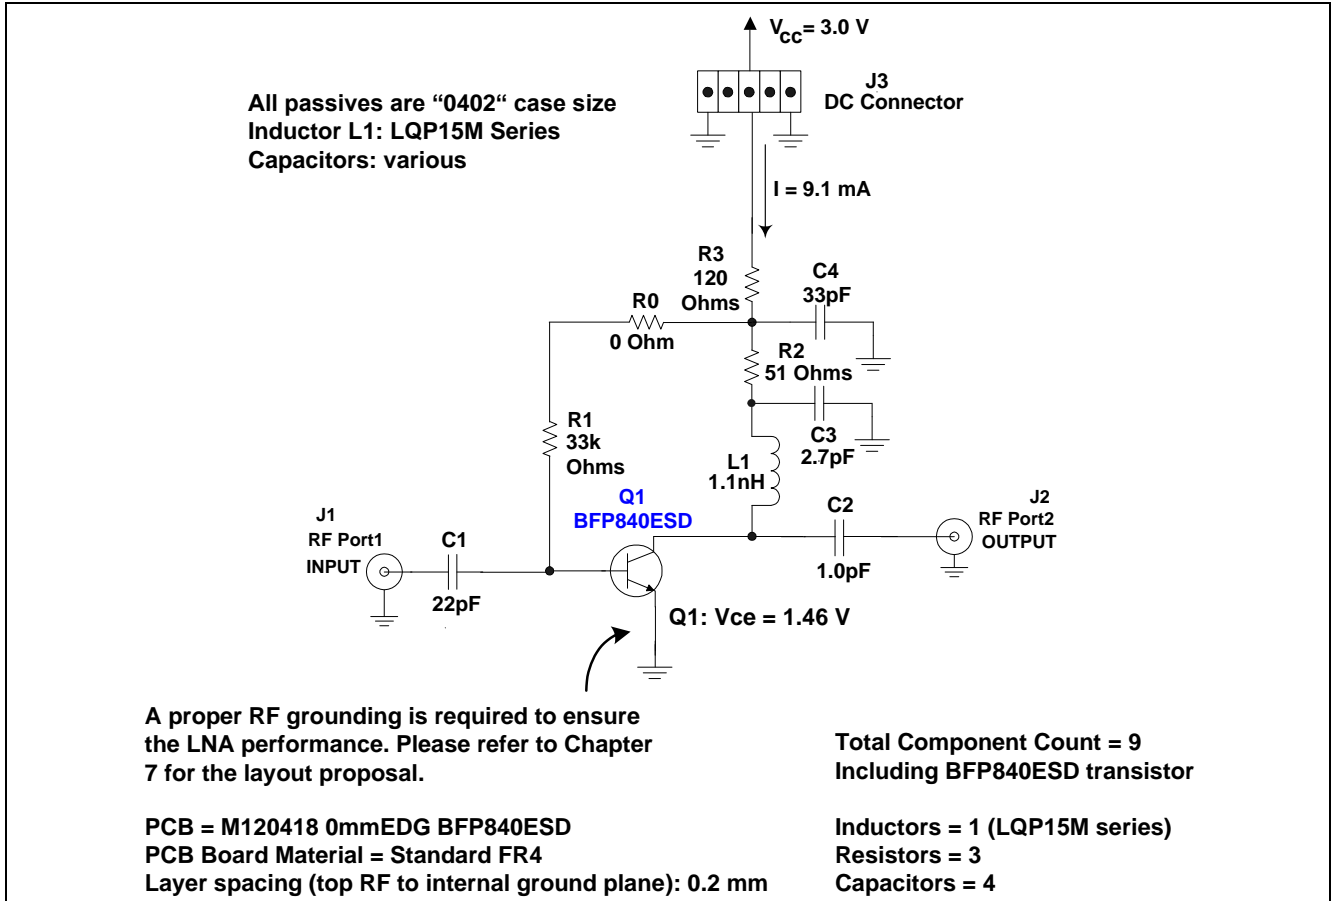 Vcc= 3.0 V
J3
DC Connector
All passives are “0402“ case size
Inductor L1: LQP15M Series
Capacitors: various
I = 9.1 mA
R3
120
Ohms
C4
33pF
R0
0 Ohm
R2
51 Ohms
R1
33k
Ohms
C3
2.7pF
L1
1.1nH
Q1
BFP840ESD
C2
1.0pF
J2
RF Port2
OUTPUT
J1
RF Port1
INPUT
C1
22pF
Q1: Vce = 1.46 V
A proper RF grounding is required to ensure
the LNA performance. Please refer to Chapter
7 for the layout proposal.
Total Component Count = 9
Including BFP840ESD transistor
PCB = M120418 0mmEDG BFP840ESD
PCB Board Material = Standard FR4
Layer spacing (top RF to internal ground plane): 0.2 mm
Inductors = 1 (LQP15M series)
Resistors = 3
Capacitors = 4